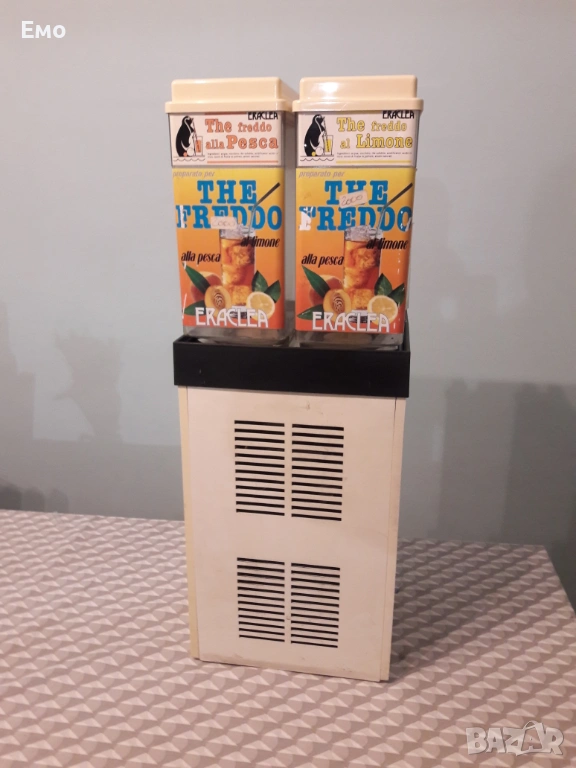 Emo
ERACLEA
The freddo
alla Pesca
preparato per
THE
FREDDO
al limone
alla pesca
ERACLEA
ERACLEA
The freddo
al Limone
preparato per
THE
FREDDO
al limone
alla pesca
ERACLEA
BAZAR